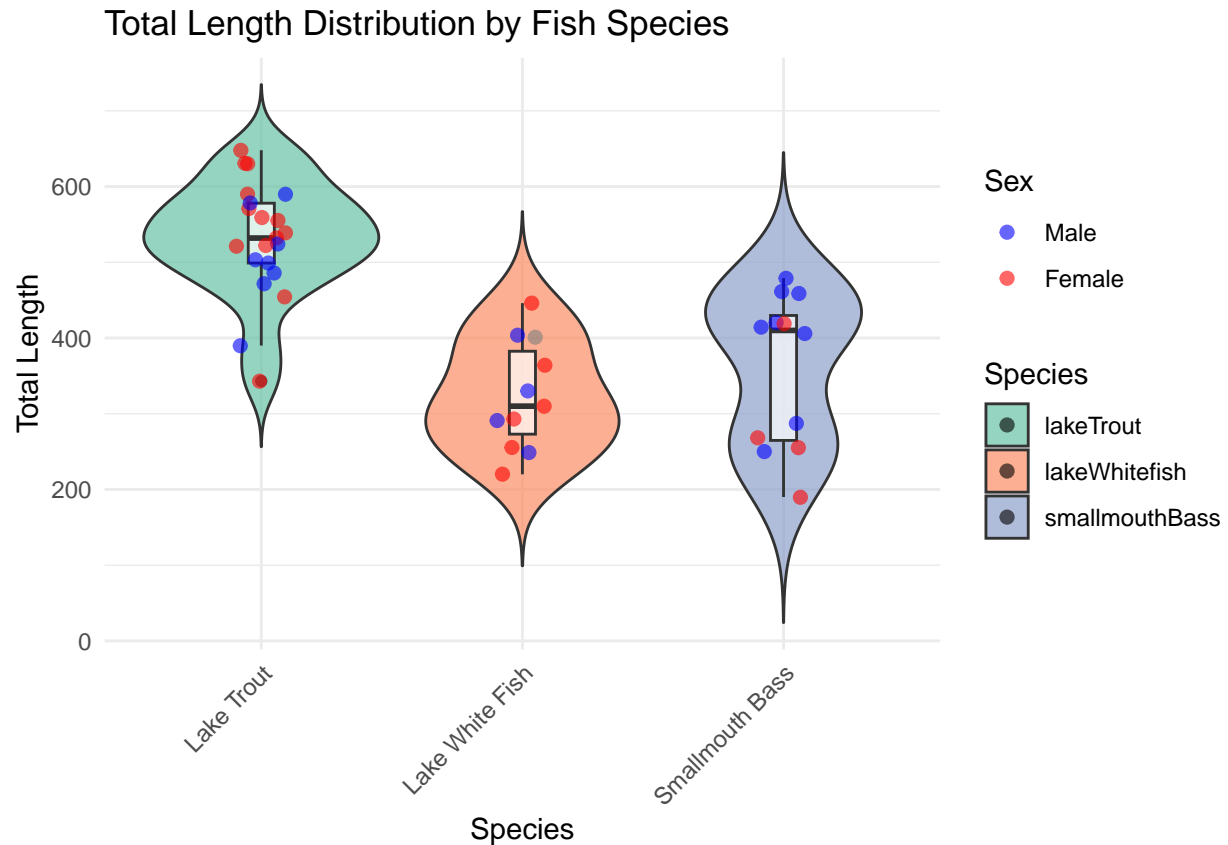 Total Length Distribution by Fish Species
Total Length
600
400
200
0
Lake Trout
Lake White Fish
Smallmouth Bass
Species
Sex
Male
Female
Species
lakeTrout
lakeWhitefish
smallmouthBass